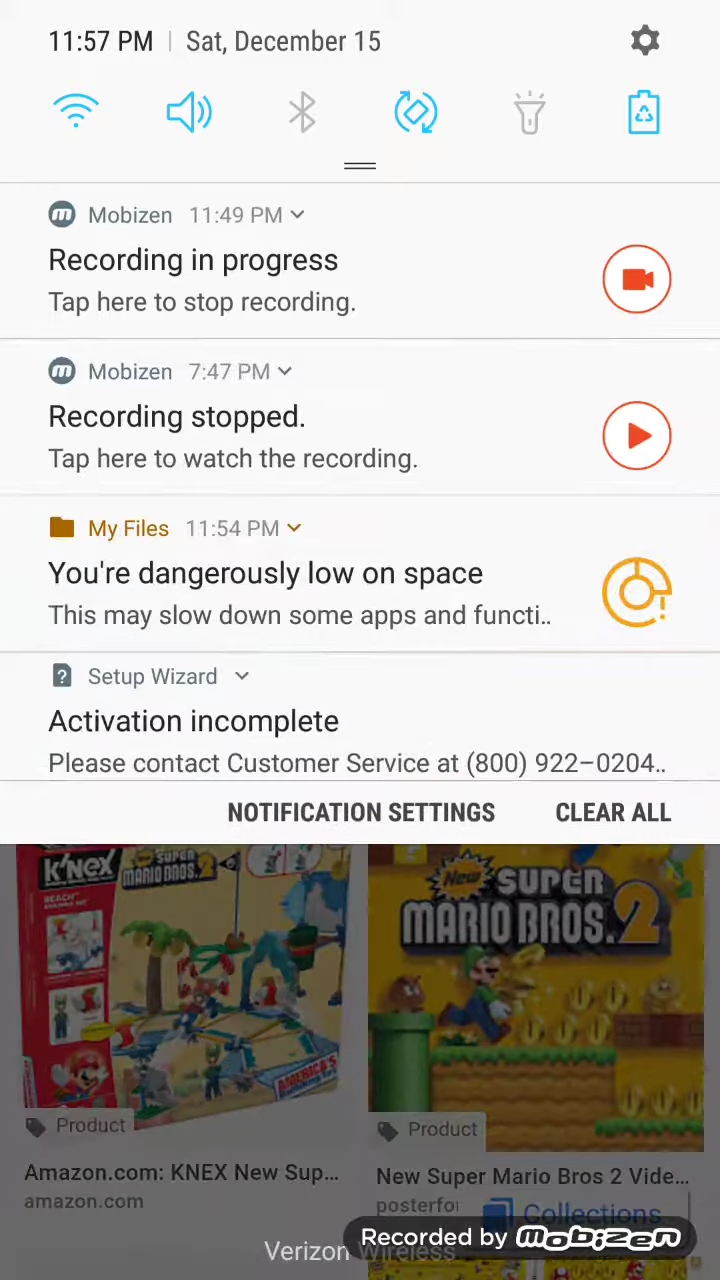 11:57 PM | Sat, December 15
Mobizen 11:49 PM
Recording in progress
Tap here to stop recording.
Mobizen 7:47 PM
Recording stopped.
Tap here to watch the recording.
My Files 11:54 PM
You're dangerously low on space
This may slow down some apps and functi..
Setup Wizard
Activation incomplete
Please contact Customer Service at (800) 922-0204..
NOTIFICATION SETTINGS CLEAR ALL
K'NEX
SUPER
MARIO BROS. 2
BEACH
AMERICA'S
New SUPER
MARIO BROS. 2
Product
Product
Amazon.com: KNEX New Sup...
amazon.com
New Super Mario Bros 2 Vide...
posterfo
Collections
Recorded by mobizen
Verizon Wireless